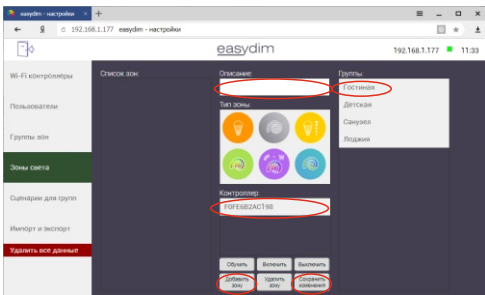 easydim - настройки
192.168.1.177 easydim - настройки
easydim
192.168.1.177 11:33
Wi-Fi контроллеры
Пользователи
Группы зон
Зоны света
Сценарии для групп
Импорт и экспорт
Удалить все данные
Список зон:
Описание:
Тип зоны:
Контроллер:
F0FE6B2AC198
Обучить Включить Выключить
Добавить зону
Удалить зону
Сохранить изменения
Группы
Гостиная
Детская
Санузел
Лоджия